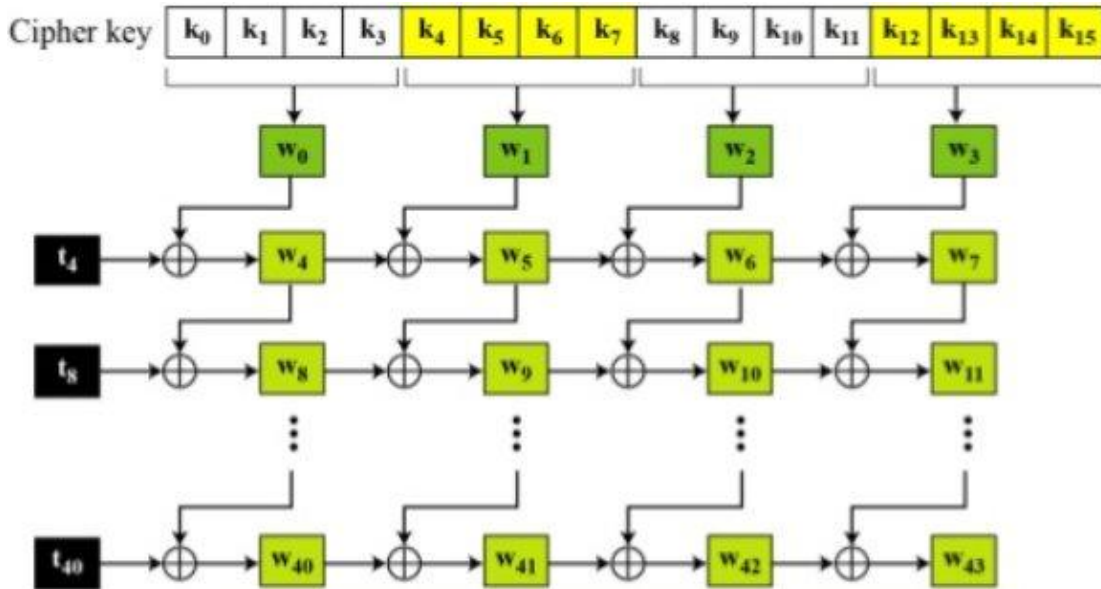 Cipher key k0 k1 k2 k3 k4 k5 k6 k7 k8 k9 k10 k11 k12 k13 k14 k15
w0 w1 w2 w3
t4 w4 w5 w6 w7
t8 w8 w9 w10 w11
t40 w40 w41 w42 w43